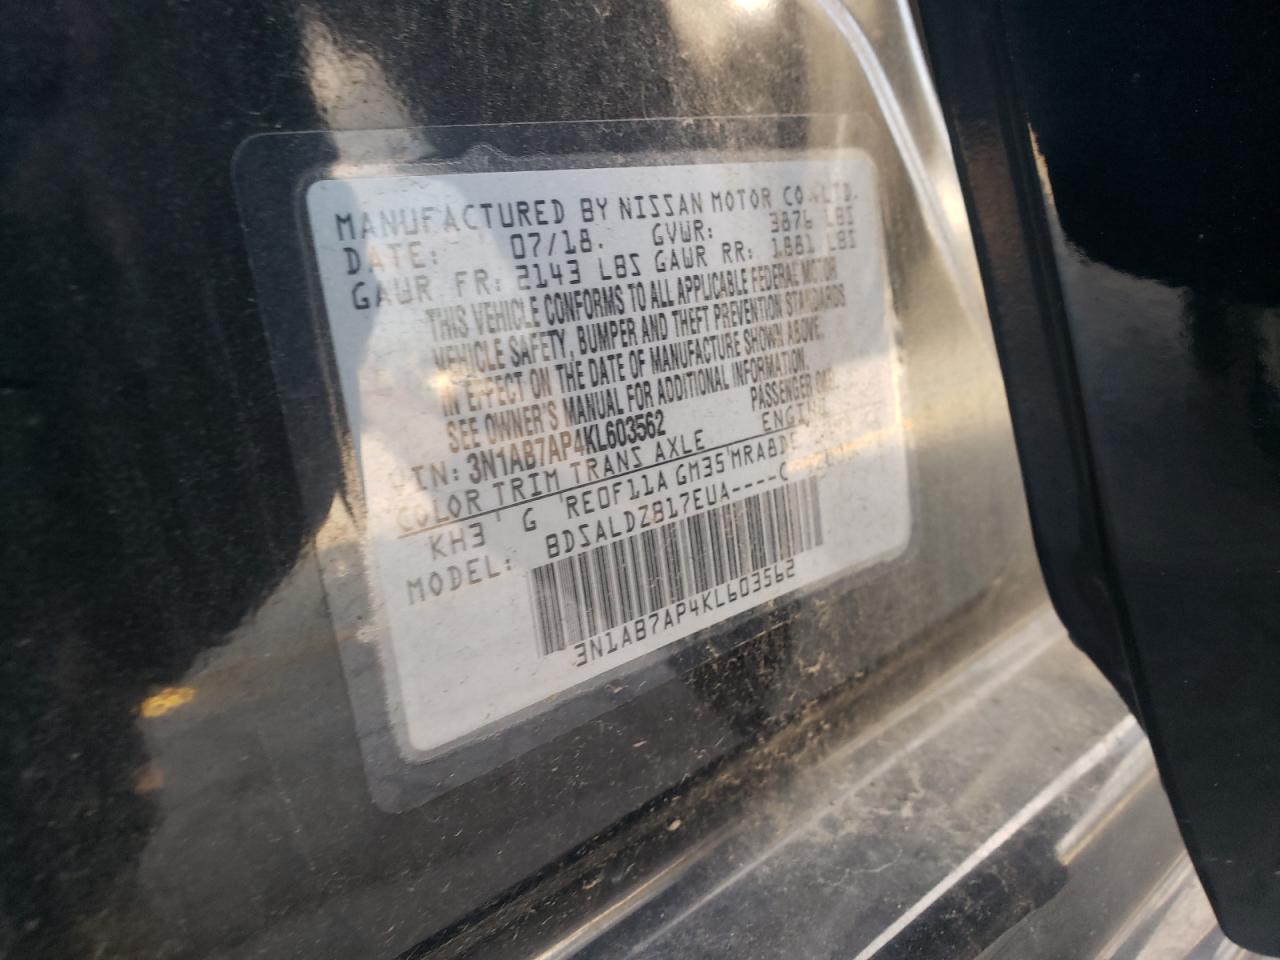 MANUFACTURED BY NISSAN MOTOR CO., LTD.
DATE: 07/18. GVWR: 3876 LBS
GAWR FR: 2143 LBS GAWR RR: 1881 LBS
THIS VEHICLE CONFORMS TO ALL APPLICABLE FEDERAL MOTOR
VEHICLE SAFETY, BUMPER AND THEFT PREVENTION STANDARDS
IN EFFECT ON THE DATE OF MANUFACTURE SHOWN ABOVE.
SEE OWNER'S MANUAL FOR ADDITIONAL INFORMATION.
VIN: 3N1AB7AP4KL603562 PASSENGER
COLOR TRIM TRANS AXLE ENGINE
KH3 G RE0F11A GM35 MRA8DE
MODEL: BDSALDZB17EUA----C
3N1AB7AP4KL603562